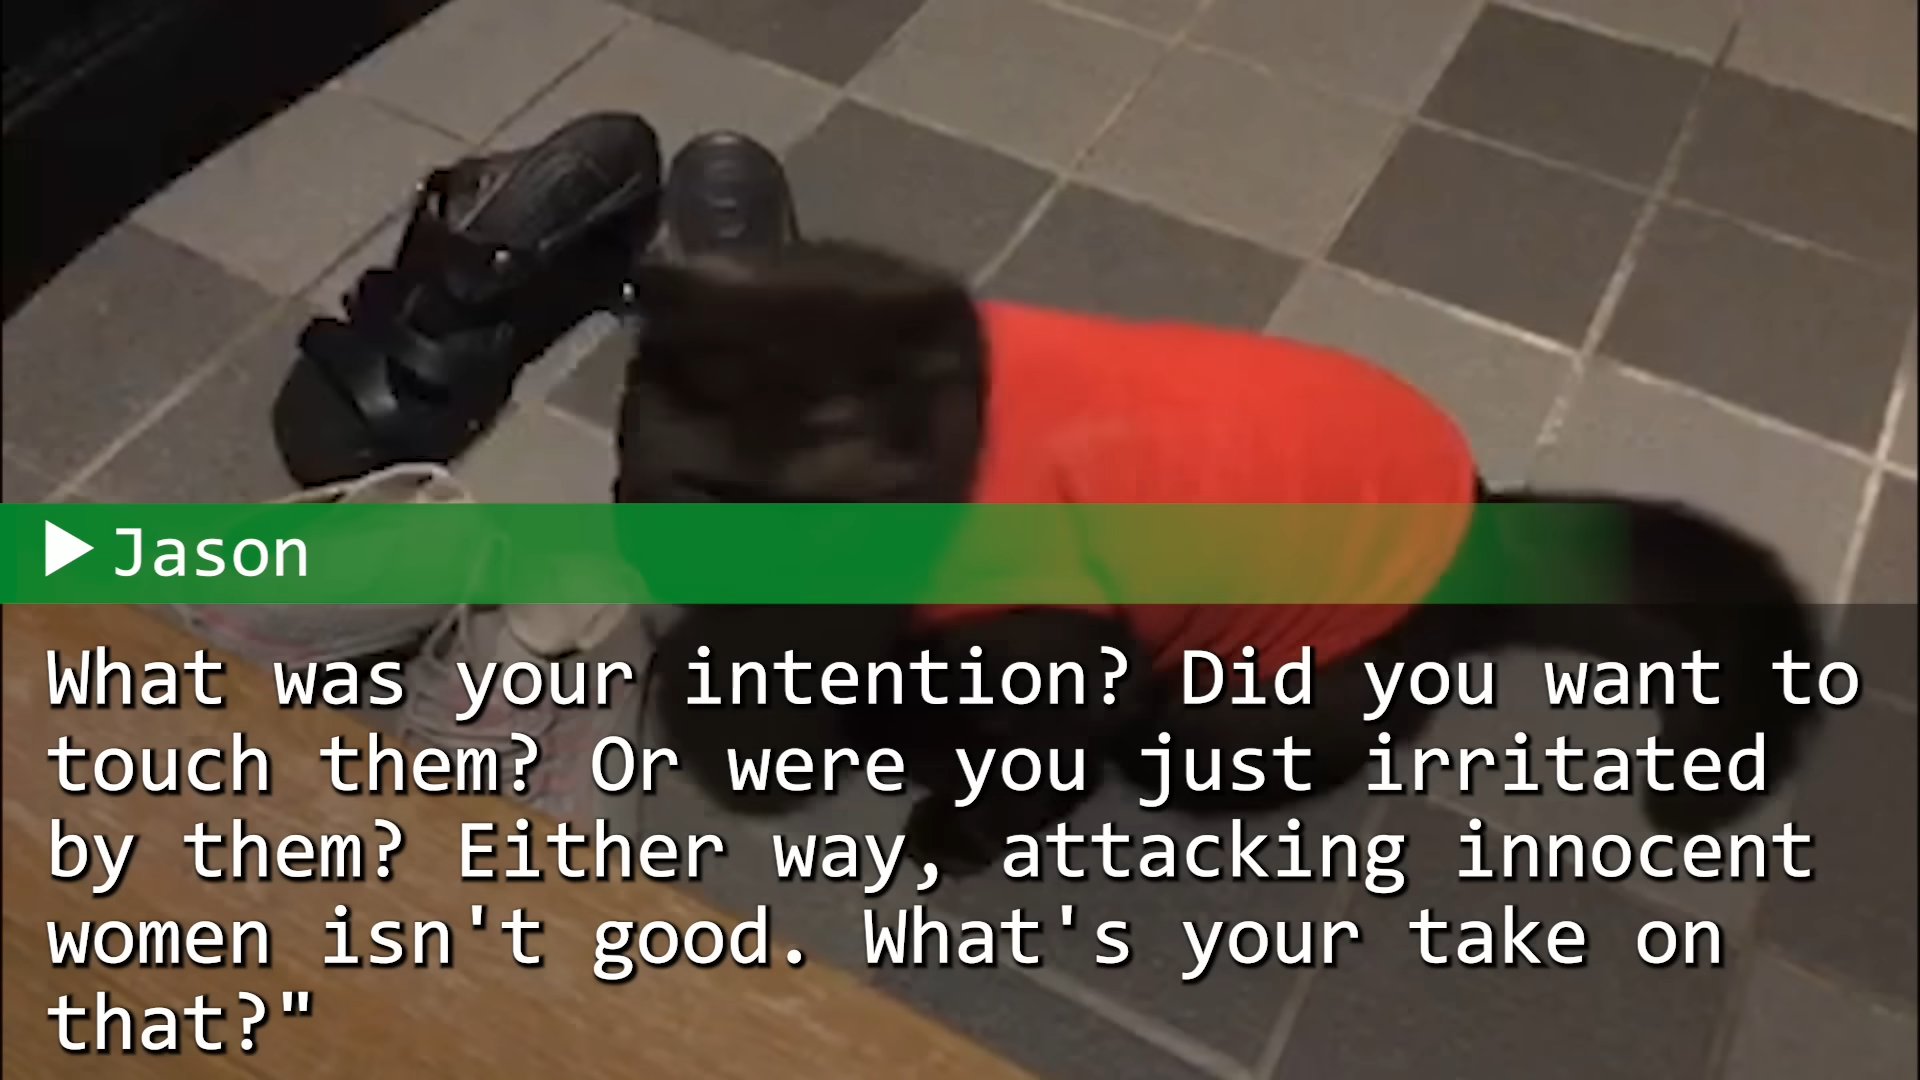 Jason
What was your intention? Did you want to
touch them? Or were you just irritated
by them? Either way, attacking innocent
women isn't good. What's your take on
that?"